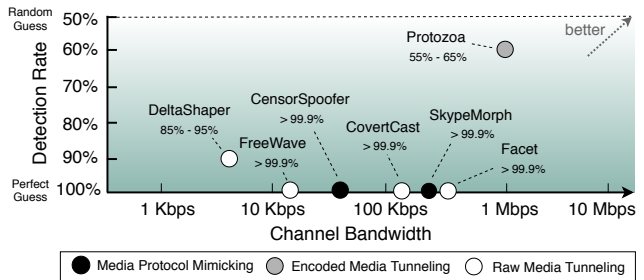 Random
Guess
50%
60%
70%
80%
90%
100%
Perfect
Guess
Detection Rate
better
Protozoa
55% - 65%
DeltaShaper
85% - 95%
CensorSpoofer
> 99.9%
FreeWave
> 99.9%
CovertCast
> 99.9%
SkypeMorph
> 99.9%
Facet
> 99.9%
1 Kbps 10 Kbps 100 Kbps 1 Mbps 10 Mbps
Channel Bandwidth
Media Protocol Mimicking Encoded Media Tunneling Raw Media Tunneling